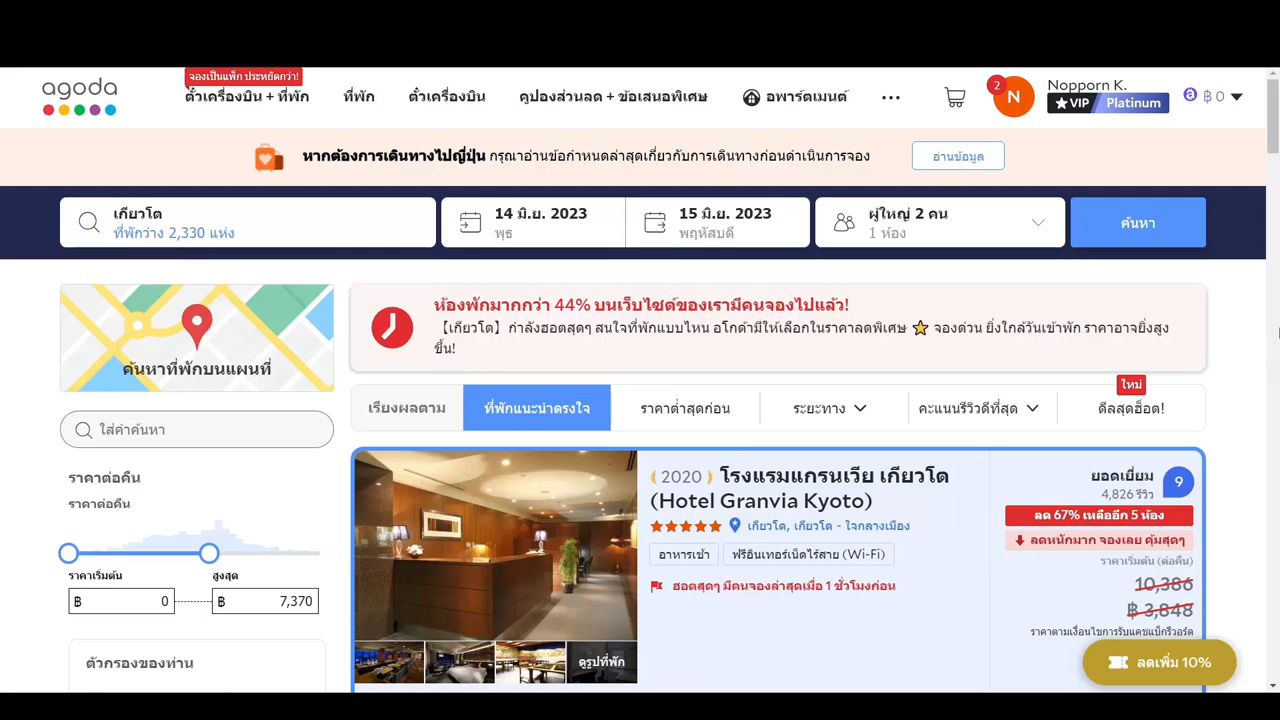 agoda
จองเป็นแพ็ก ประหยัดกว่า!
ตั๋วเครื่องบิน + ที่พัก
ที่พัก
ตั๋วเครื่องบิน
คูปองส่วนลด + ข้อเสนอพิเศษ
อพาร์ตเมนต์
2
N
Nopporn K.
VIP Platinum
฿ 0
หากต้องการเดินทางไปญี่ปุ่น กรุณาอ่านข้อกำหนดล่าสุดเกี่ยวกับการเดินทางก่อนดำเนินการจอง
อ่านข้อมูล
เกียวโต
ที่พักว่าง 2,330 แห่ง
14 มิ.ย. 2023
พุธ
15 มิ.ย. 2023
พฤหัสบดี
ผู้ใหญ่ 2 คน
1 ห้อง
ค้นหา
ค้นหาที่พักบนแผนที่
ห้องพักมากกว่า 44% บนเว็บไซต์ของเรามีคนจองไปแล้ว!
【เกียวโต】กำลังฮอตสุดๆ สนใจที่พักแบบไหน อโกด้ามีให้เลือกในราคาลดพิเศษ ⭐ จองด่วน ยิ่งใกล้วันเข้าพัก ราคาอาจยิ่งสูง
ขึ้น!
เรียงผลตาม
ที่พักแนะนำตรงใจ
ราคาต่ำสุดก่อน
ระยะทาง
คะแนนรีวิวดีที่สุด
ใหม่
ดีลสุดฮ็อต!
ใส่คำค้นหา
ราคาต่อคืน
ราคาต่อคืน
ราคาเริ่มต้น
สูงสุด
฿ 0
฿ 7,370
ตัวกรองของท่าน
2020 โรงแรมแกรนเวีย เกียวโต
(Hotel Granvia Kyoto)
เกียวโต, เกียวโต - ใจกลางเมือง
อาหารเช้า
ฟรีอินเทอร์เน็ตไร้สาย (Wi-Fi)
ฮอตสุดๆ มีคนจองล่าสุดเมื่อ 1 ชั่วโมงก่อน
ดูรูปที่พัก
ยอดเยี่ยม
9
4,826 รีวิว
ลด 67% เหลืออีก 5 ห้อง
ลดหนักมาก จองเลย คุ้มสุดๆ
ราคาเริ่มต้น (ต่อคืน)
10,386
฿ 3,848
ราคาตามเงื่อนไขการรับแคชแบ็กรีวอร์ด
ลดเพิ่ม 10%